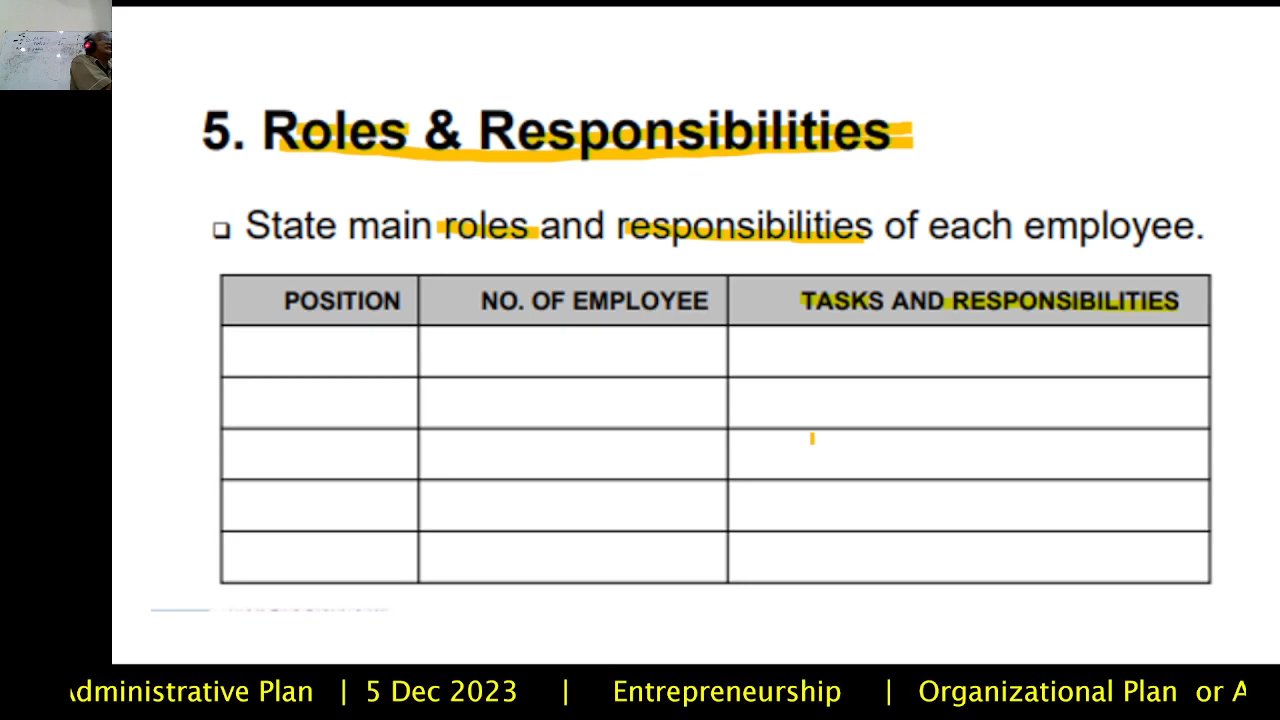 5. Roles & Responsibilities
❑ State main roles and responsibilities of each employee.
POSITION NO. OF EMPLOYEE TASKS AND RESPONSIBILITIES
Administrative Plan | 5 Dec 2023 | Entrepreneurship | Organizational Plan or A